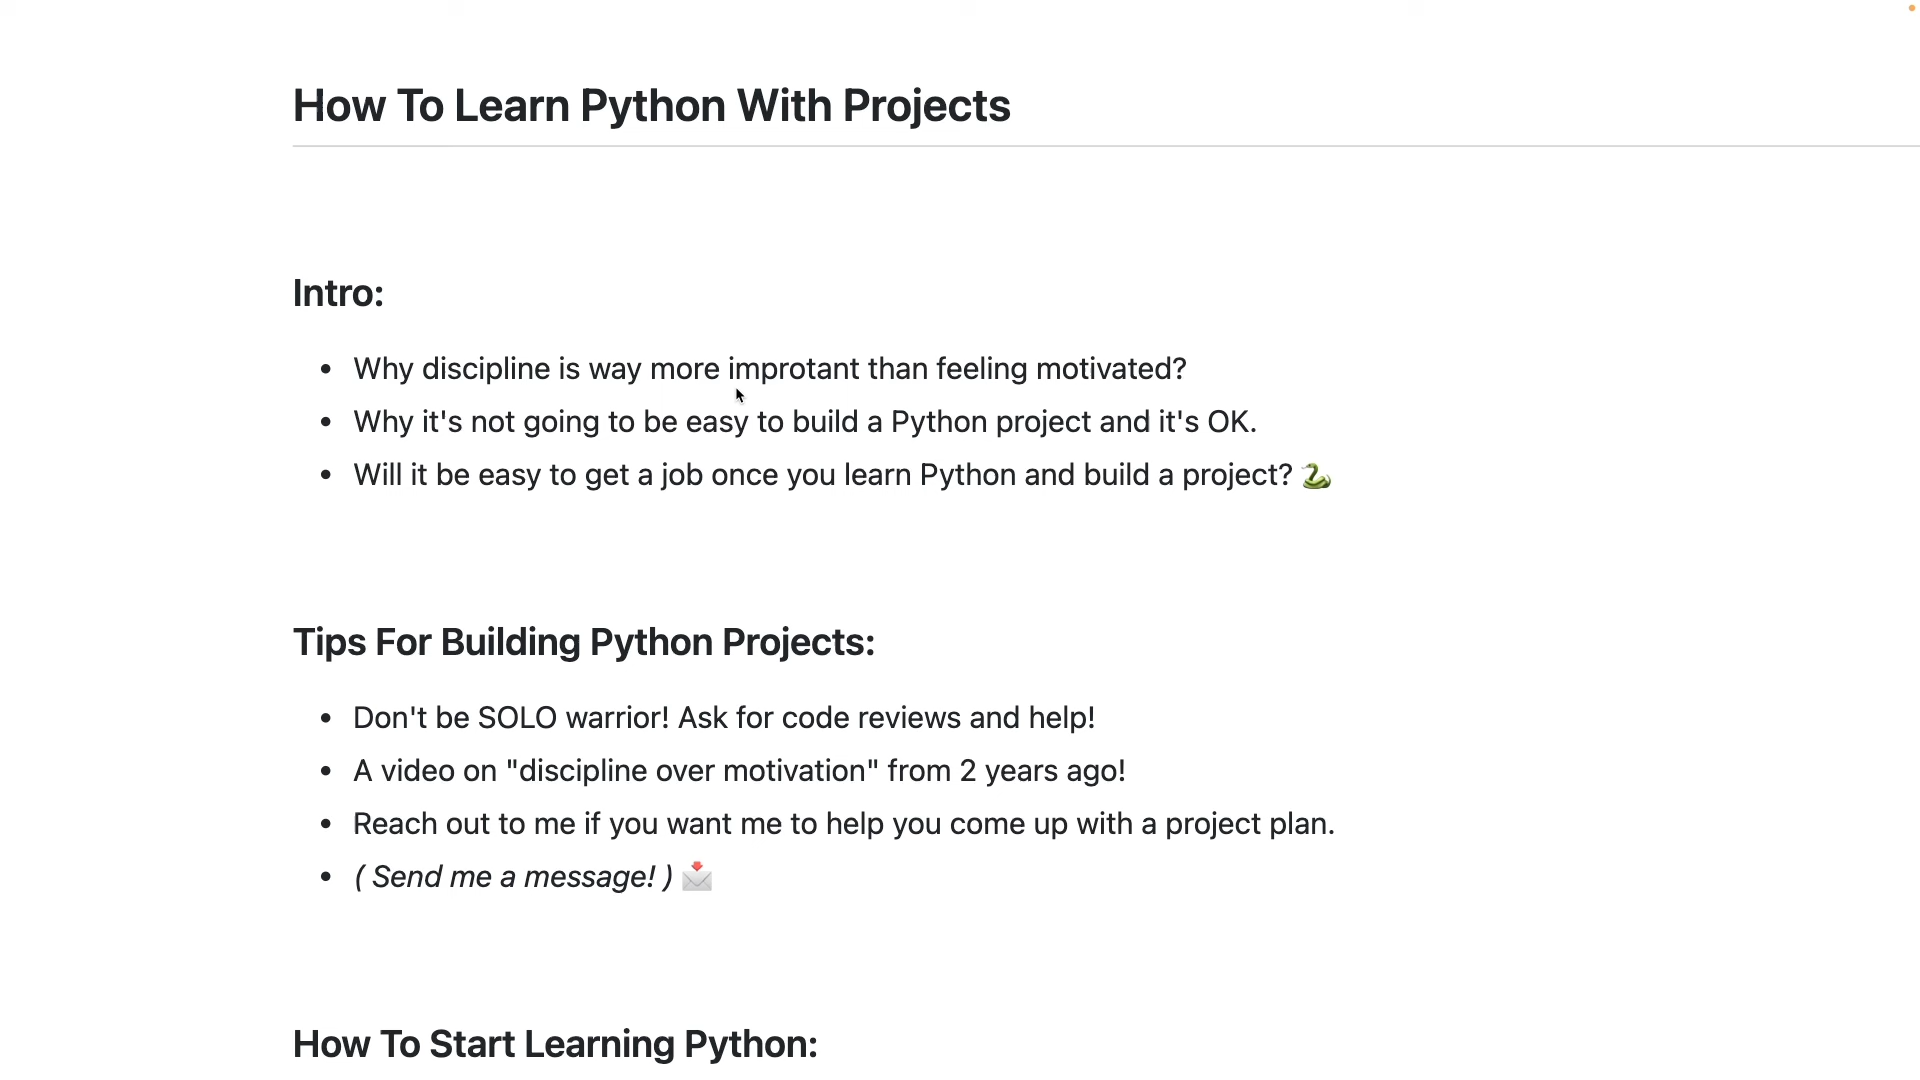 How To Learn Python With Projects
Intro:
• Why discipline is way more improtant than feeling motivated?
• Why it's not going to be easy to build a Python project and it's OK.
• Will it be easy to get a job once you learn Python and build a project? 🐍
Tips For Building Python Projects:
• Don't be SOLO warrior! Ask for code reviews and help!
• A video on "discipline over motivation" from 2 years ago!
• Reach out to me if you want me to help you come up with a project plan.
• ( Send me a message! ) 📩
How To Start Learning Python: